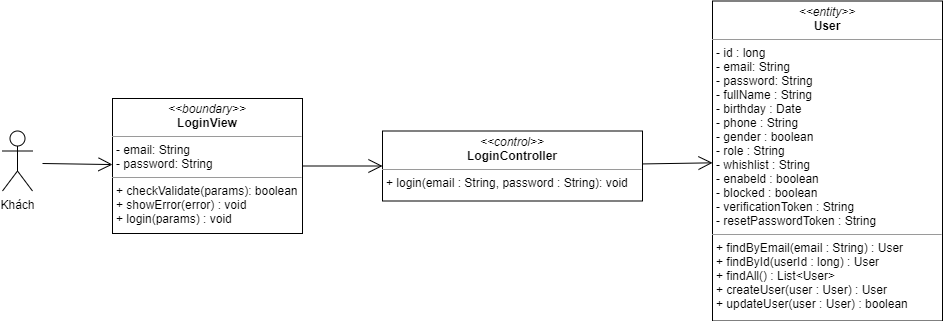 Khách
<<boundary>>
LoginView
- email: String
- password: String
+ checkValidate(params): boolean
+ showError(error) : void
+ login(params) : void
<<control>>
LoginController
+ login(email : String, password : String): void
<<entity>>
User
- id : long
- email: String
- password: String
- fullName : String
- birthday : Date
- phone : String
- gender : boolean
- role : String
- whishlist : String
- enabeld : boolean
- blocked : boolean
- verificationToken : String
- resetPasswordToken : String
+ findByEmail(email : String) : User
+ findById(userId : long) : User
+ findAll() : List<User>
+ createUser(user : User) : User
+ updateUser(user : User) : boolean